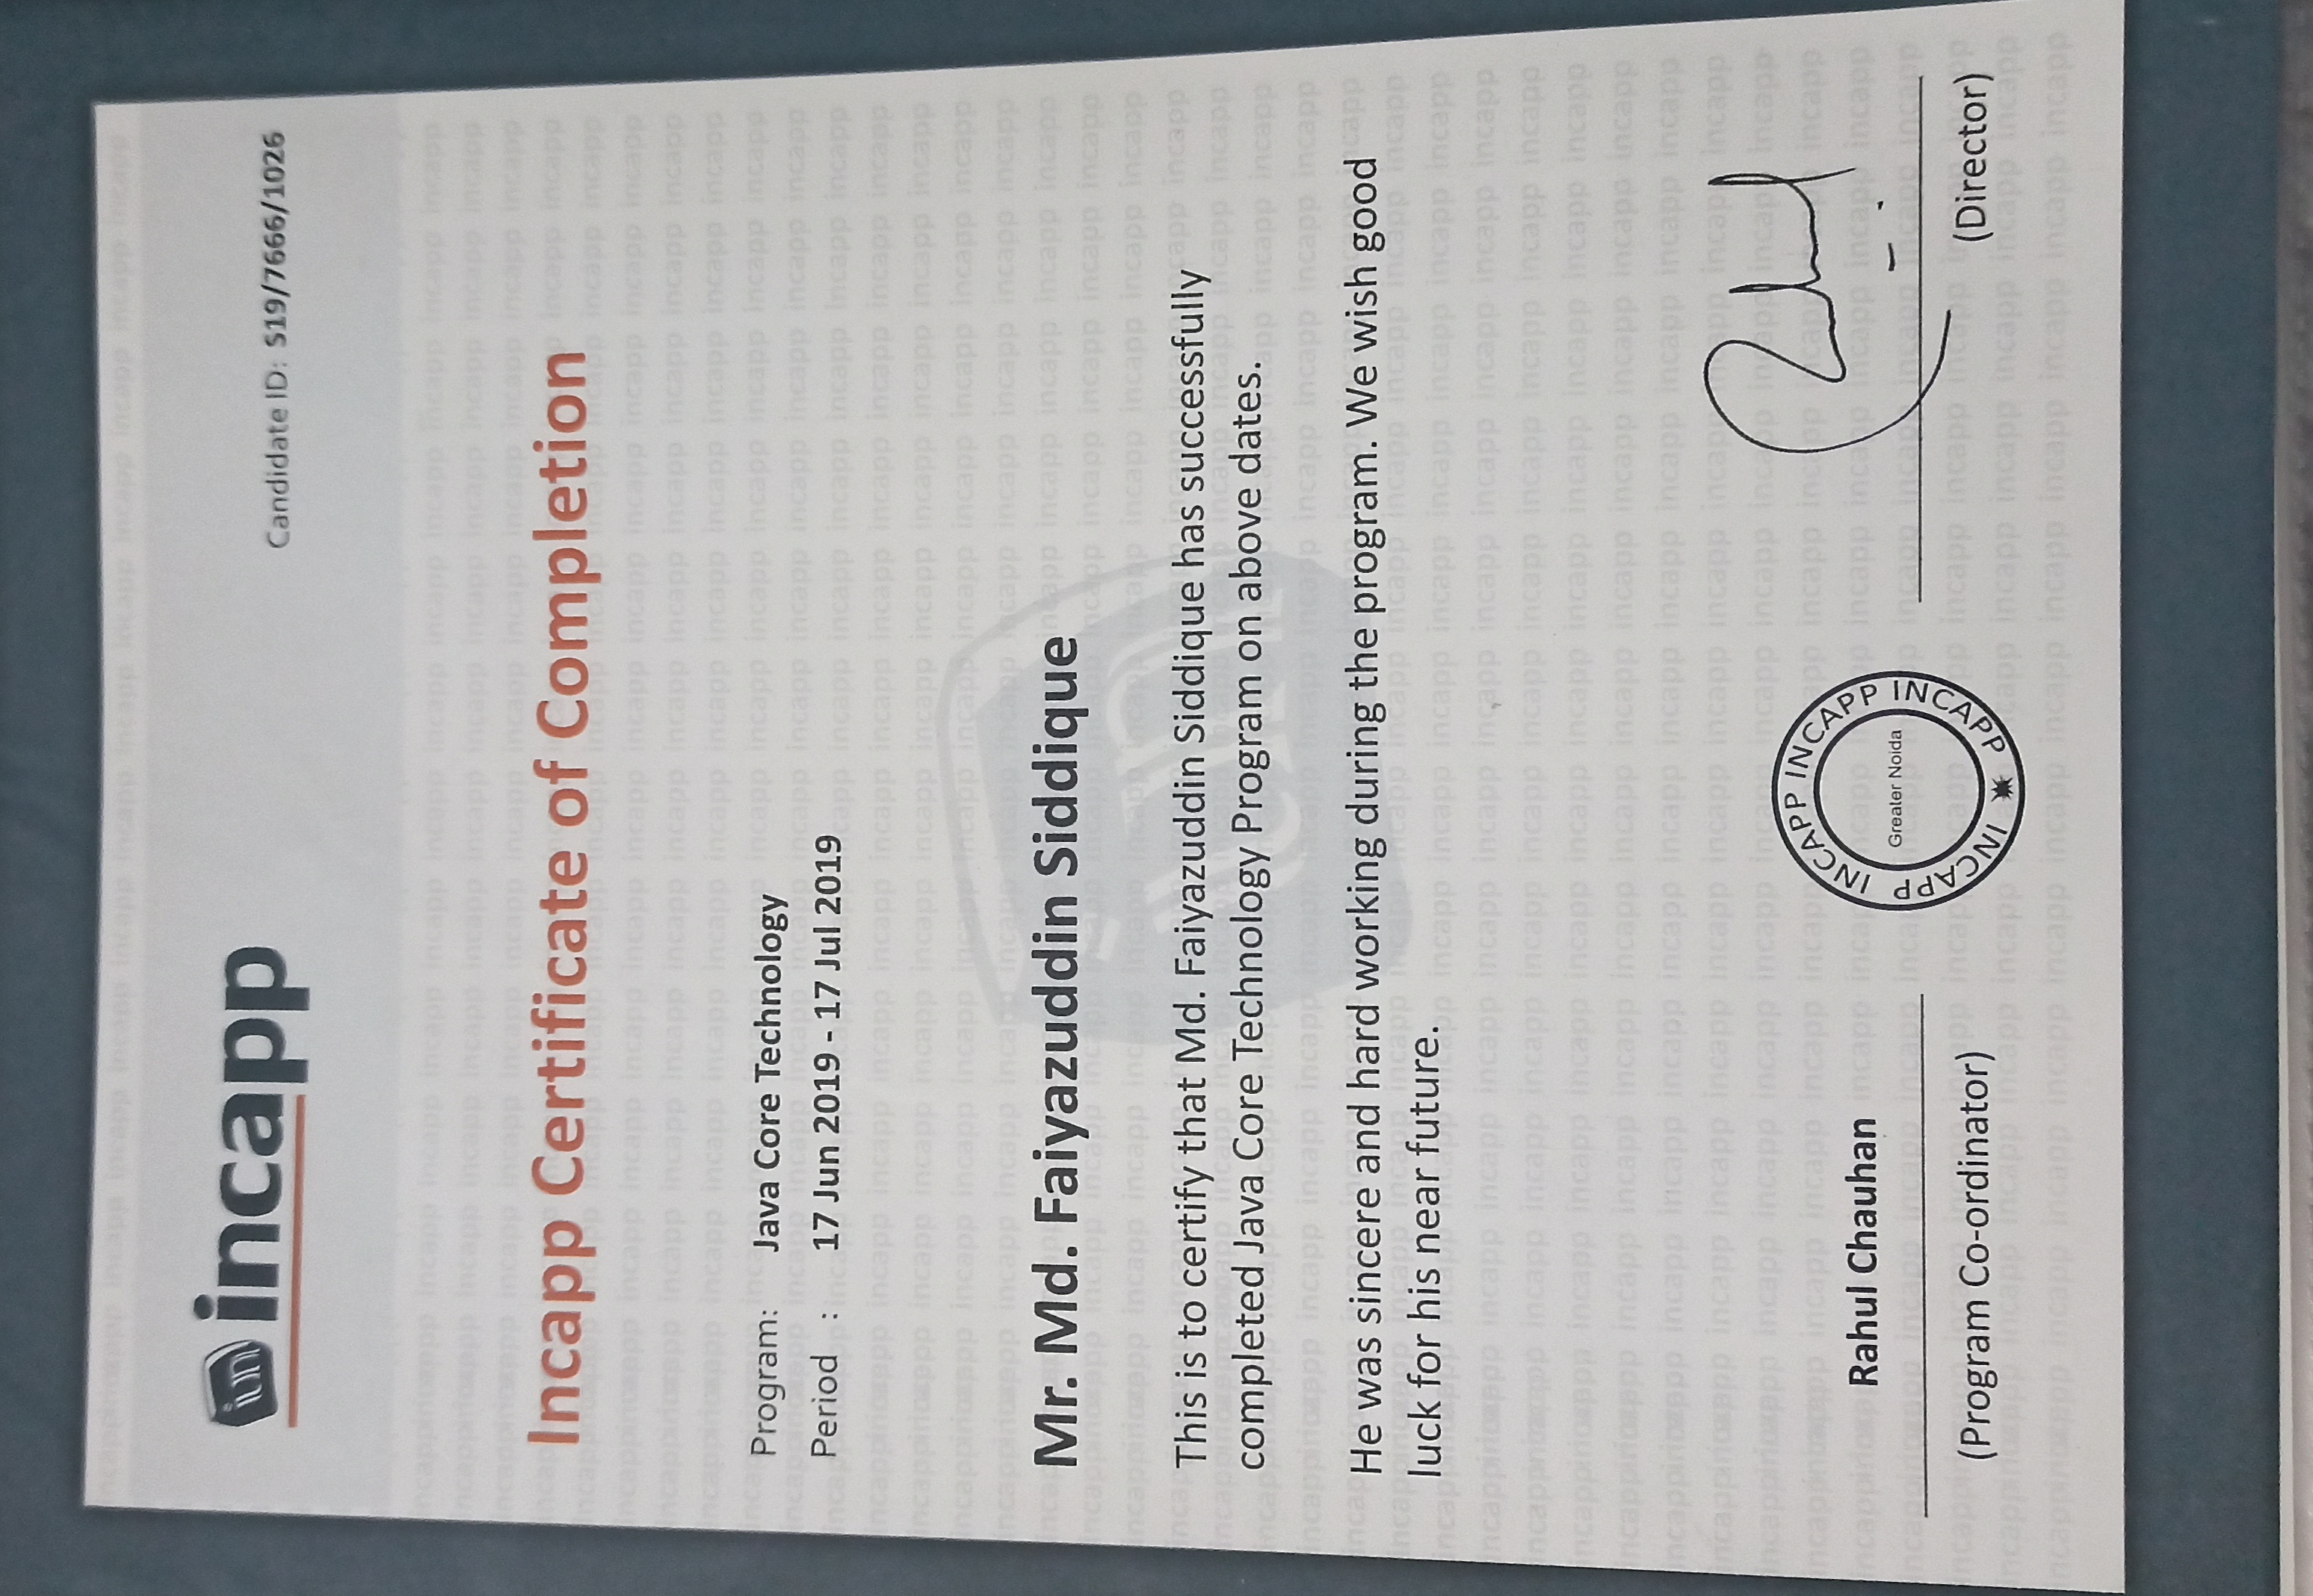 incapp
Candidate ID: S19/7666/1026
Incapp Certificate of Completion
Program: Java Core Technology
Period : 17 Jun 2019 - 17 Jul 2019
Mr. Md. Faiyazuddin Siddique
This is to certify that Md. Faiyazuddin Siddique has successfully
completed Java Core Technology Program on above dates.
He was sincere and hard working during the program. We wish good
luck for his near future.
Rahul Chauhan
(Program Co-ordinator)
INCAPP INCAPP INCAPP INCAPP
Grealer Noida
(Director)